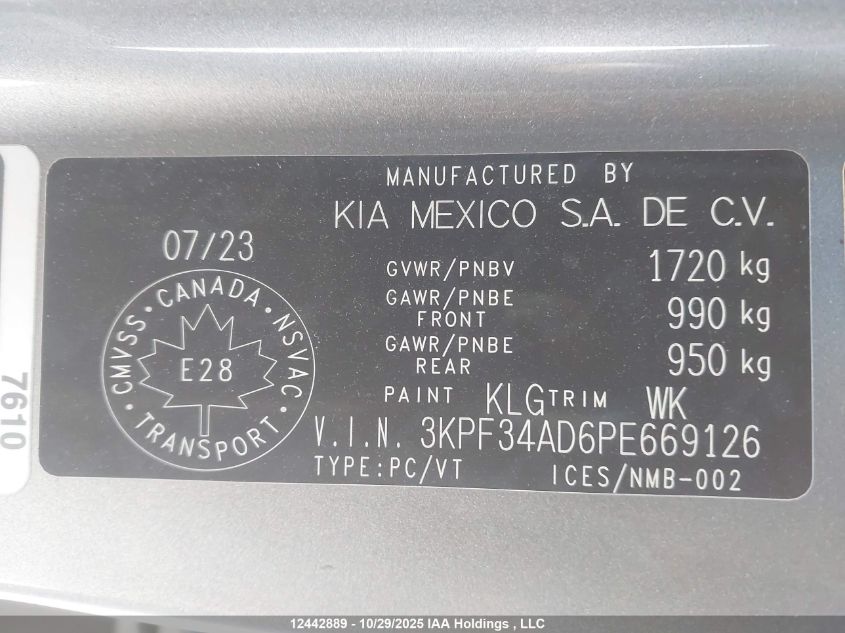 MANUFACTURED BY
KIA MEXICO S.A. DE C.V.
07/23
GVWR/PNBV 1720 kg
GAWR/PNBE FRONT 990 kg
GAWR/PNBE REAR 950 kg
CMVSS · CANADA · NSVAC · TRANSPORT ·
E28
PAINT KLG TRIM WK
V.I.N. 3KPF34AD6PE669126
TYPE:PC/VT ICES/NMB-002
7610
12442889 - 10/29/2025 IAA Holdings , LLC